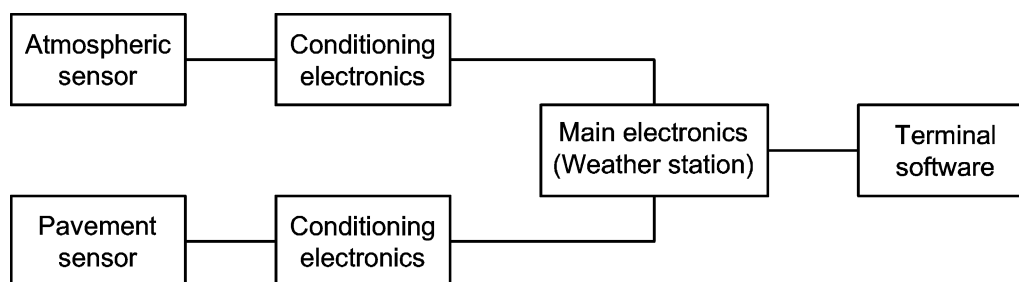 Atmospheric
sensor
Conditioning
electronics
Main electronics
(Weather station)
Terminal
software
Pavement
sensor
Conditioning
electronics